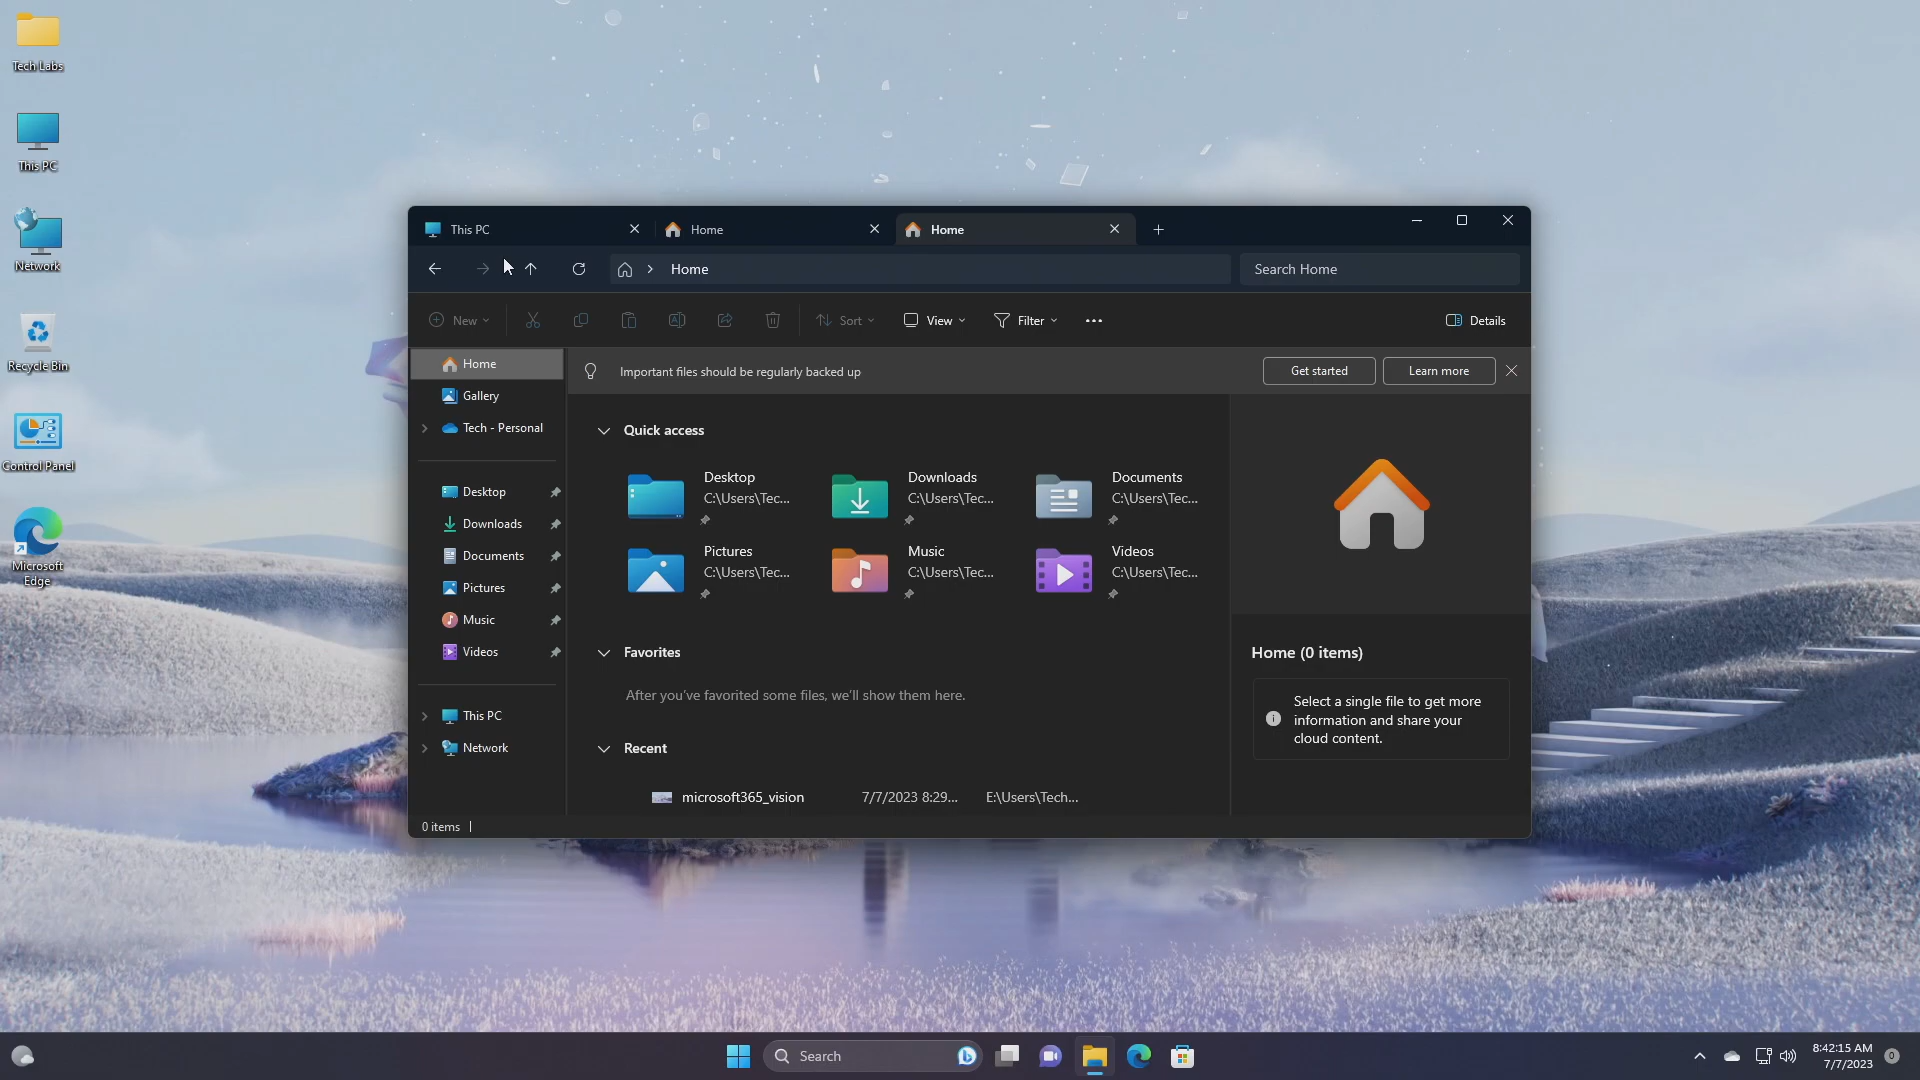 Tech Labs
This PC
Network
Recycle Bin
Control Panel
Microsoft
Edge
This PC
Home
Home
Home
Search Home
New
Sort
View
Filter
Details
Home
Gallery
Tech - Personal
Desktop
Downloads
Documents
Pictures
Music
Videos
This PC
Network
Important files should be regularly backed up
Get started
Learn more
Quick access
Desktop
C:\Users\Tec...
Downloads
C:\Users\Tec...
Documents
C:\Users\Tec...
Pictures
C:\Users\Tec...
Music
C:\Users\Tec...
Videos
C:\Users\Tec...
Favorites
After you've favorited some files, we'll show them here.
Recent
microsoft365_vision 7/7/2023 8:29... E:\Users\Tech...
Home (0 items)
Select a single file to get more
information and share your
cloud content.
0 items
Search
8:42:15 AM
7/7/2023
0